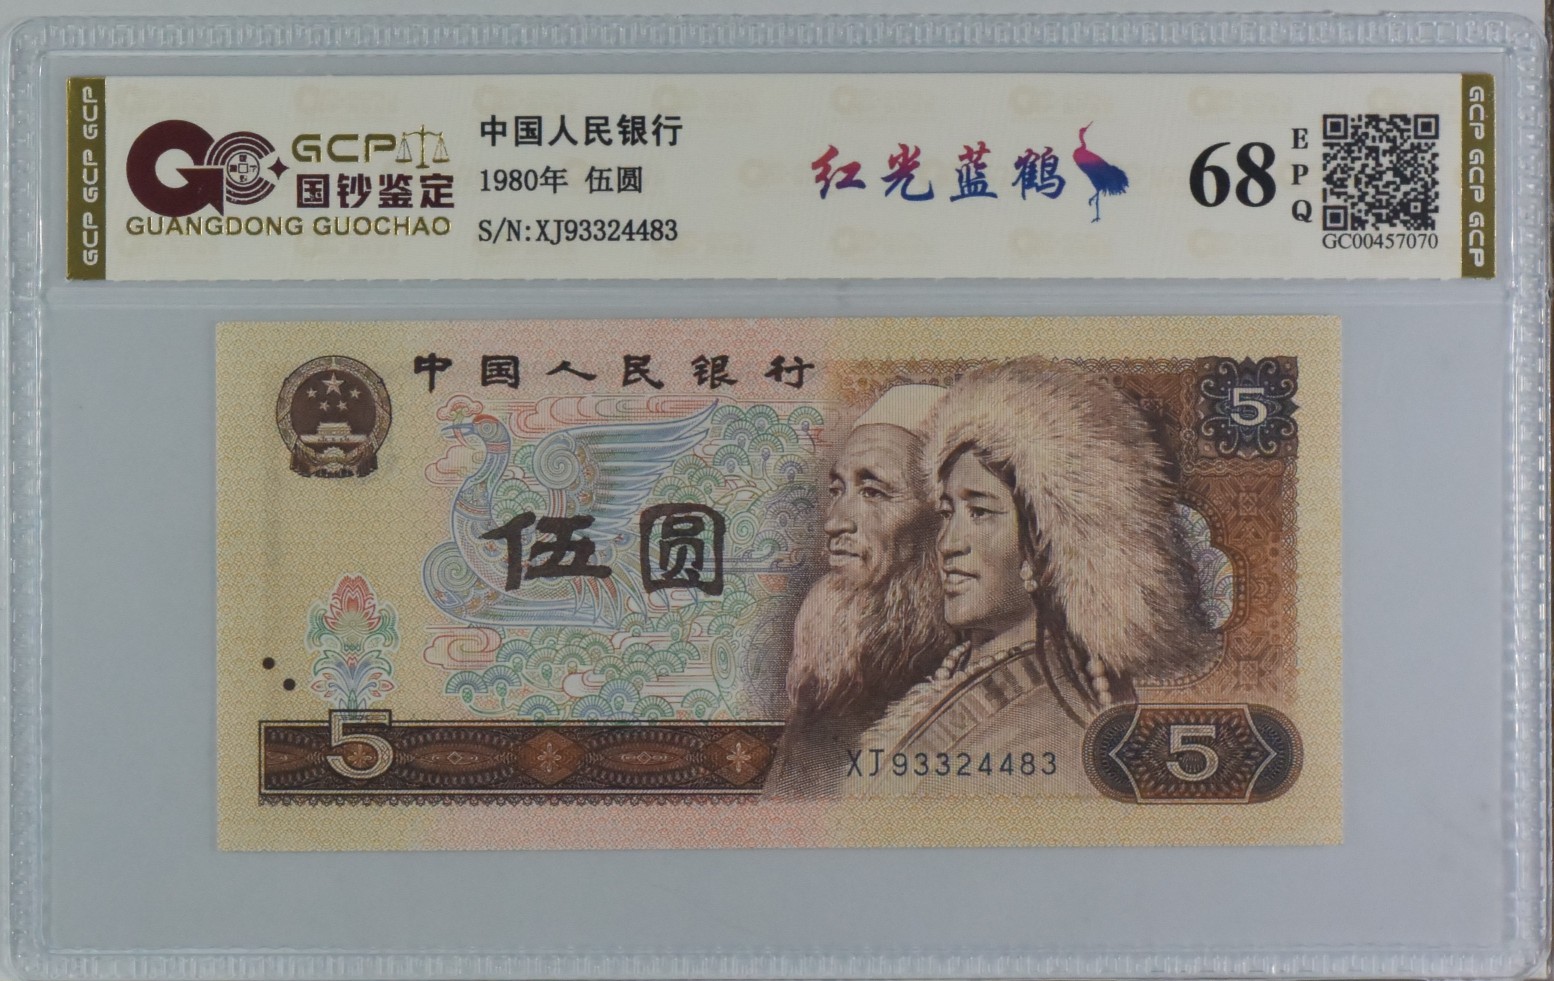 GCP GCP GCP
GCP
国钞鉴定
GUANGDONG GUOCHAO
中国人民银行
1980年 伍圆
S/N:XJ93324483
红光蓝鹤
68
EPQ
GC00457070
GCP GCP GCP
中国人民银行
5
伍圆
5
XJ93324483
5